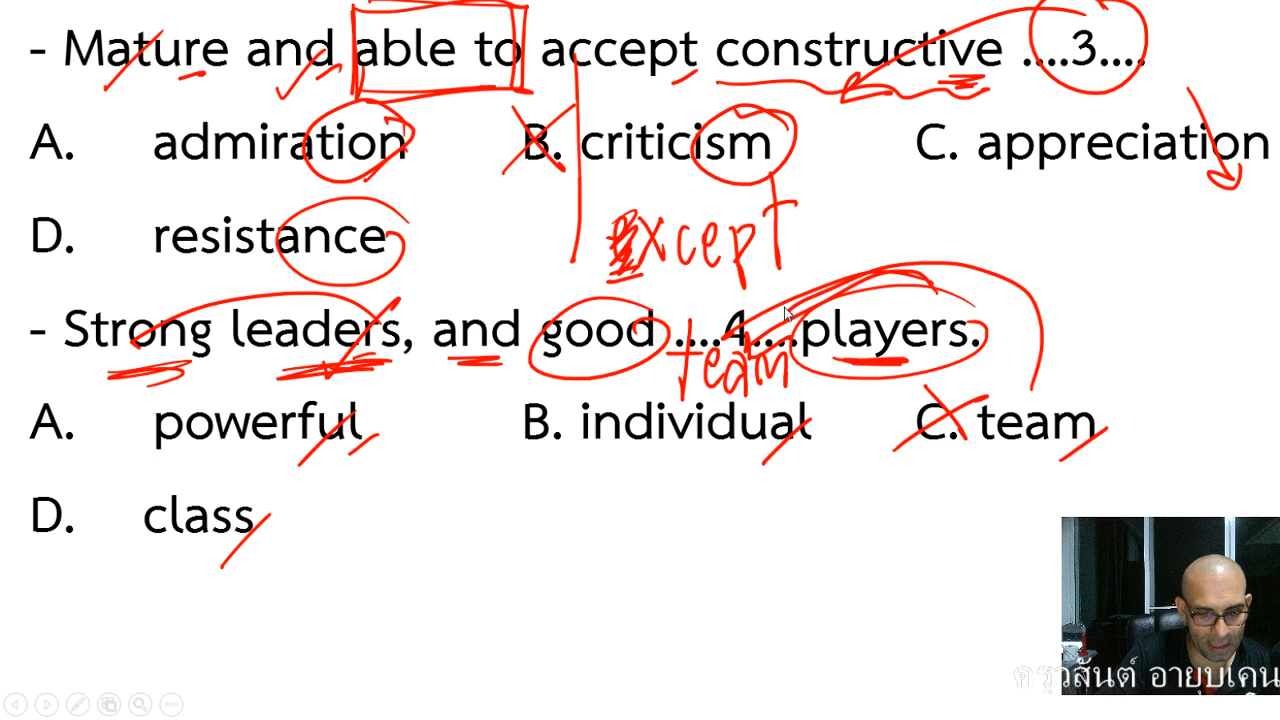 - Mature and able to accept constructive ....3....
A. admiration B. criticism C. appreciation
D. resistance
except
- Strong leaders, and good ....4....players.
team
A. powerful B. individual C. team
D. class
ครูวสันต์ อายุบเคน